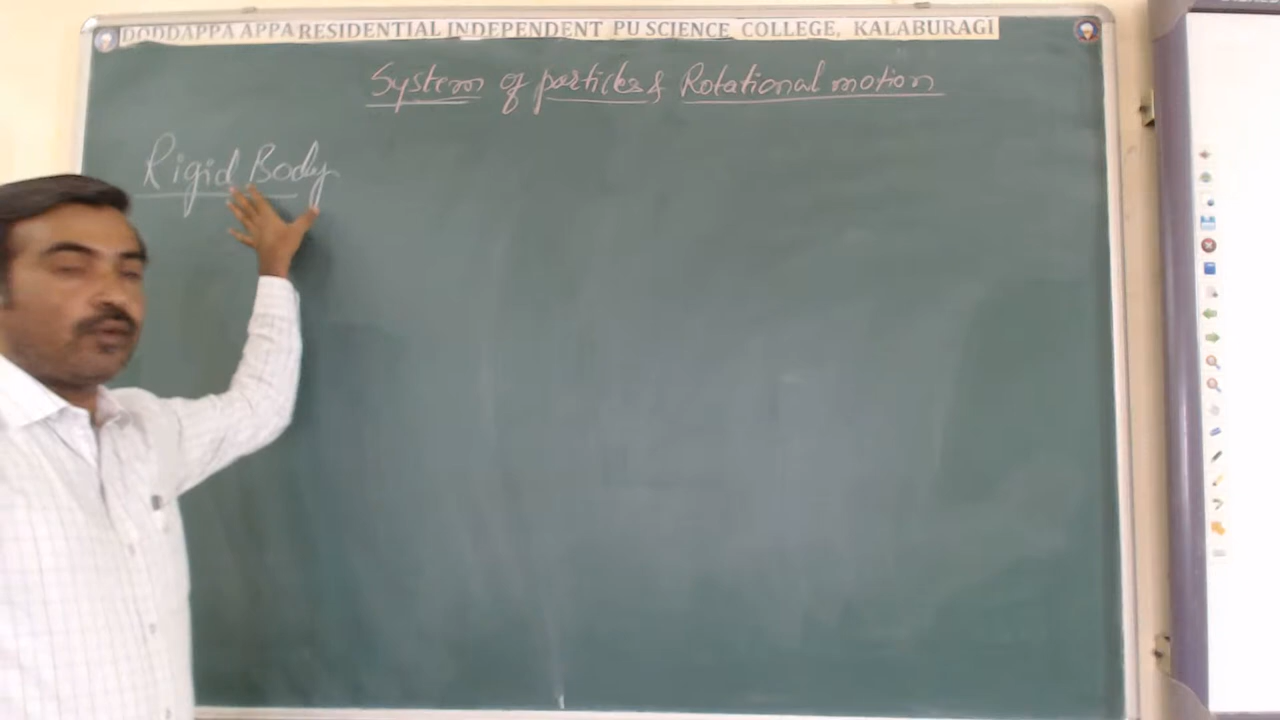 DODDAPPA APPA RESIDENTIAL INDEPENDENT PU SCIENCE COLLEGE, KALABURAGI
System of particles & Rotational motion
Rigid Body